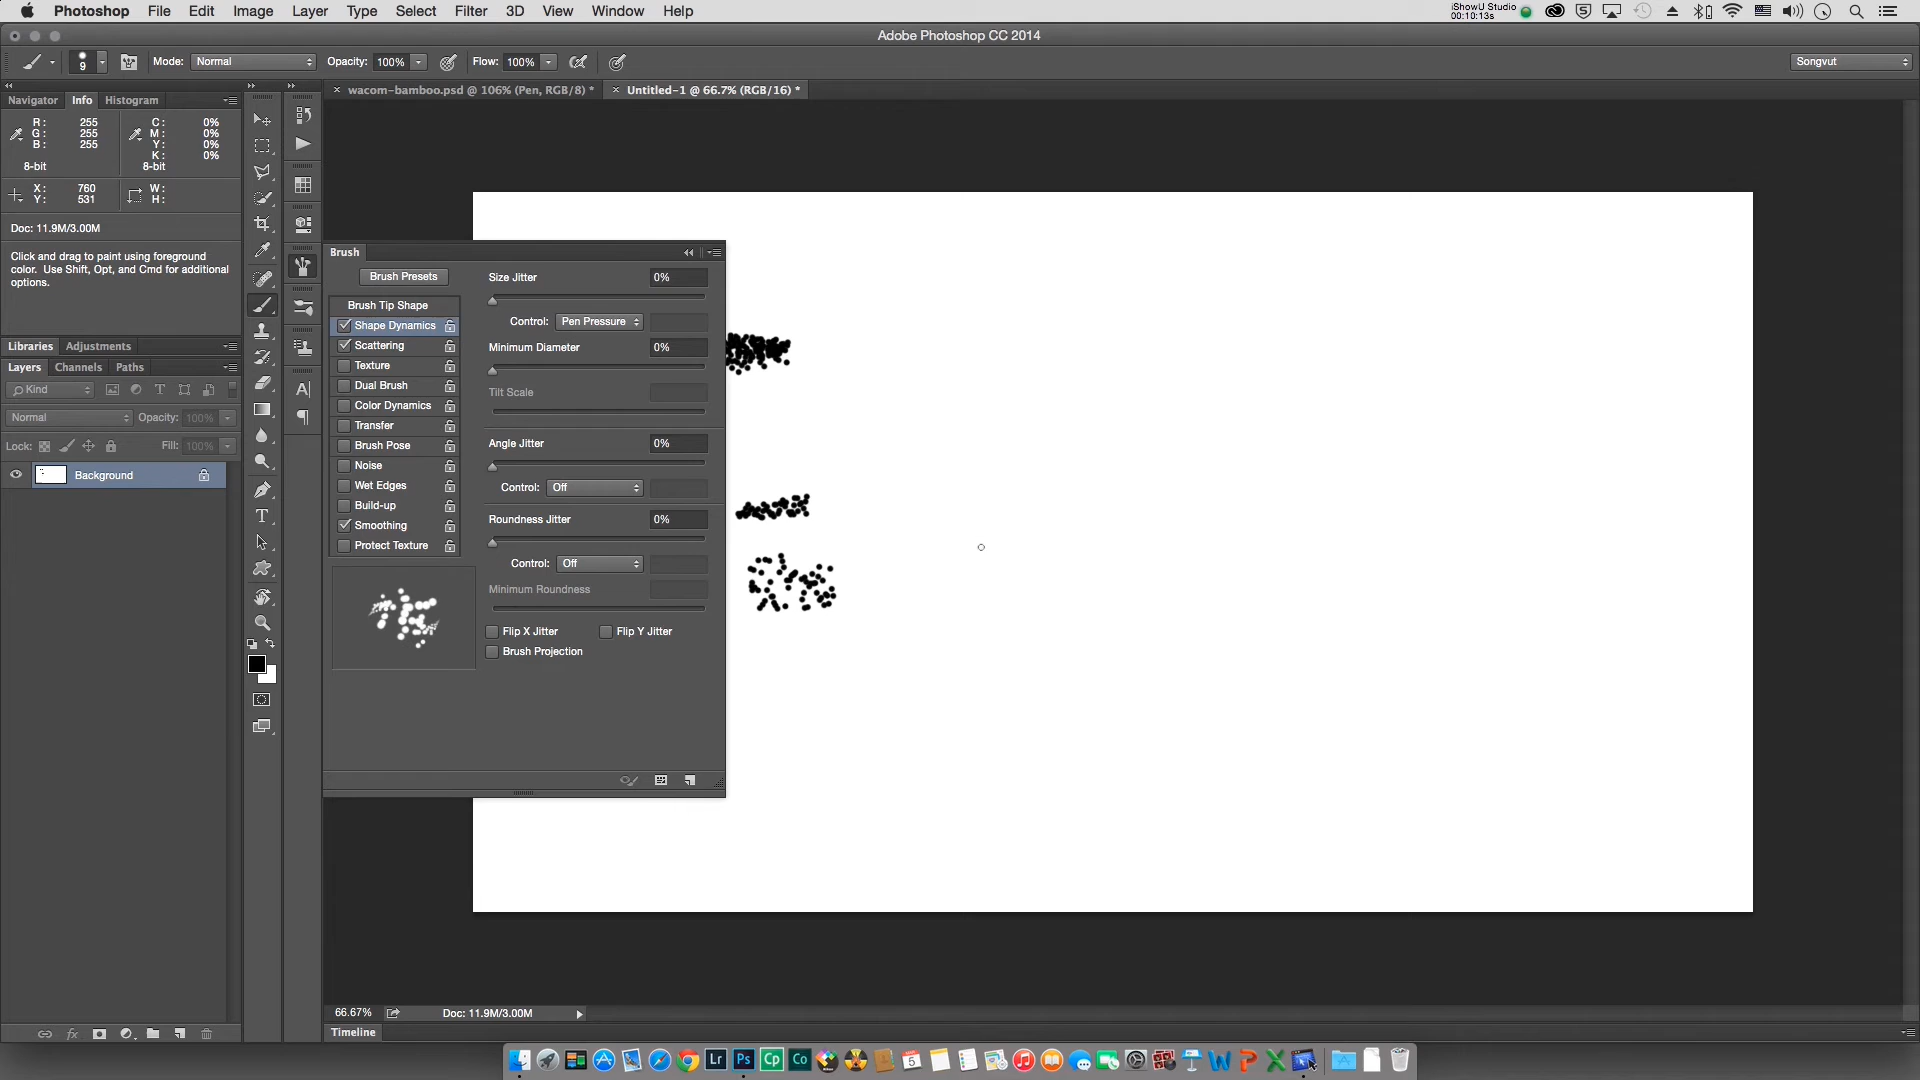 Photoshop File Edit Image Layer Type Select Filter 3D View Window Help
iShowU Studio
00:10:13s
Adobe Photoshop CC 2014
9 Mode: Normal Opacity: 100% Flow: 100% Songvut
wacom-bamboo.psd @ 106% (Pen, RGB/8) * Untitled-1 @ 66.7% (RGB/16) *
Navigator Info Histogram
R: 255 C: 0%
G: 255 M: 0%
B: 255 Y: 0%
K: 0%
8-bit 8-bit
X: 760 W:
Y: 531 H:
Doc: 11.9M/3.00M
Click and drag to paint using foreground
color. Use Shift, Opt, and Cmd for additional
options.
Libraries Adjustments
Layers Channels Paths
Kind
Normal Opacity: 100%
Lock: Fill: 100%
Background
Brush
Brush Presets
Brush Tip Shape
Shape Dynamics
Scattering
Texture
Dual Brush
Color Dynamics
Transfer
Brush Pose
Noise
Wet Edges
Build-up
Smoothing
Protect Texture
Size Jitter 0%
Control: Pen Pressure
Minimum Diameter 0%
Tilt Scale
Angle Jitter 0%
Control: Off
Roundness Jitter 0%
Control: Off
Minimum Roundness
Flip X Jitter Flip Y Jitter
Brush Projection
66.67% Doc: 11.9M/3.00M
Timeline
Lr Ps Cp Co 5 W P X